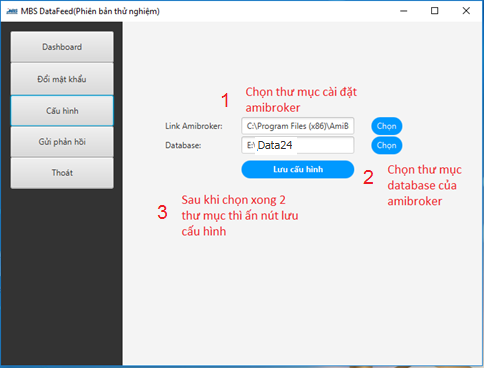 MBS DataFeed(Phiên bản thử nghiệm)
Dashboard
Đổi mật khẩu
Cấu hình
Gửi phản hồi
Thoát
1 Chọn thư mục cài đặt
amibroker
Link Amibroker: C:\Program Files (x86)\AmiB Chọn
Database: E:\ Data24 Chọn
Lưu cấu hình
2 Chọn thư mục
database của
amibroker
3 Sau khi chọn xong 2
thư mục thì ấn nút lưu
cấu hình